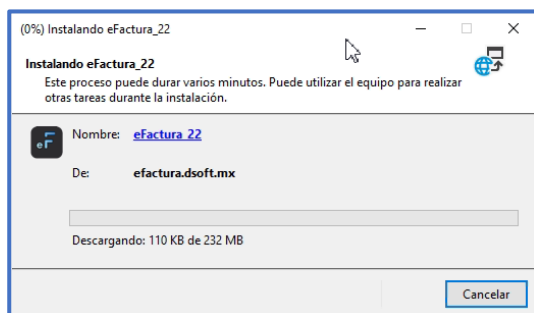 (0%) Instalando eFactura_22
Instalando eFactura_22
Este proceso puede durar varios minutos. Puede utilizar el equipo para realizar
otras tareas durante la instalación.
eF
Nombre: eFactura 22
De: efactura.dsoft.mx
Descargando: 110 KB de 232 MB
Cancelar